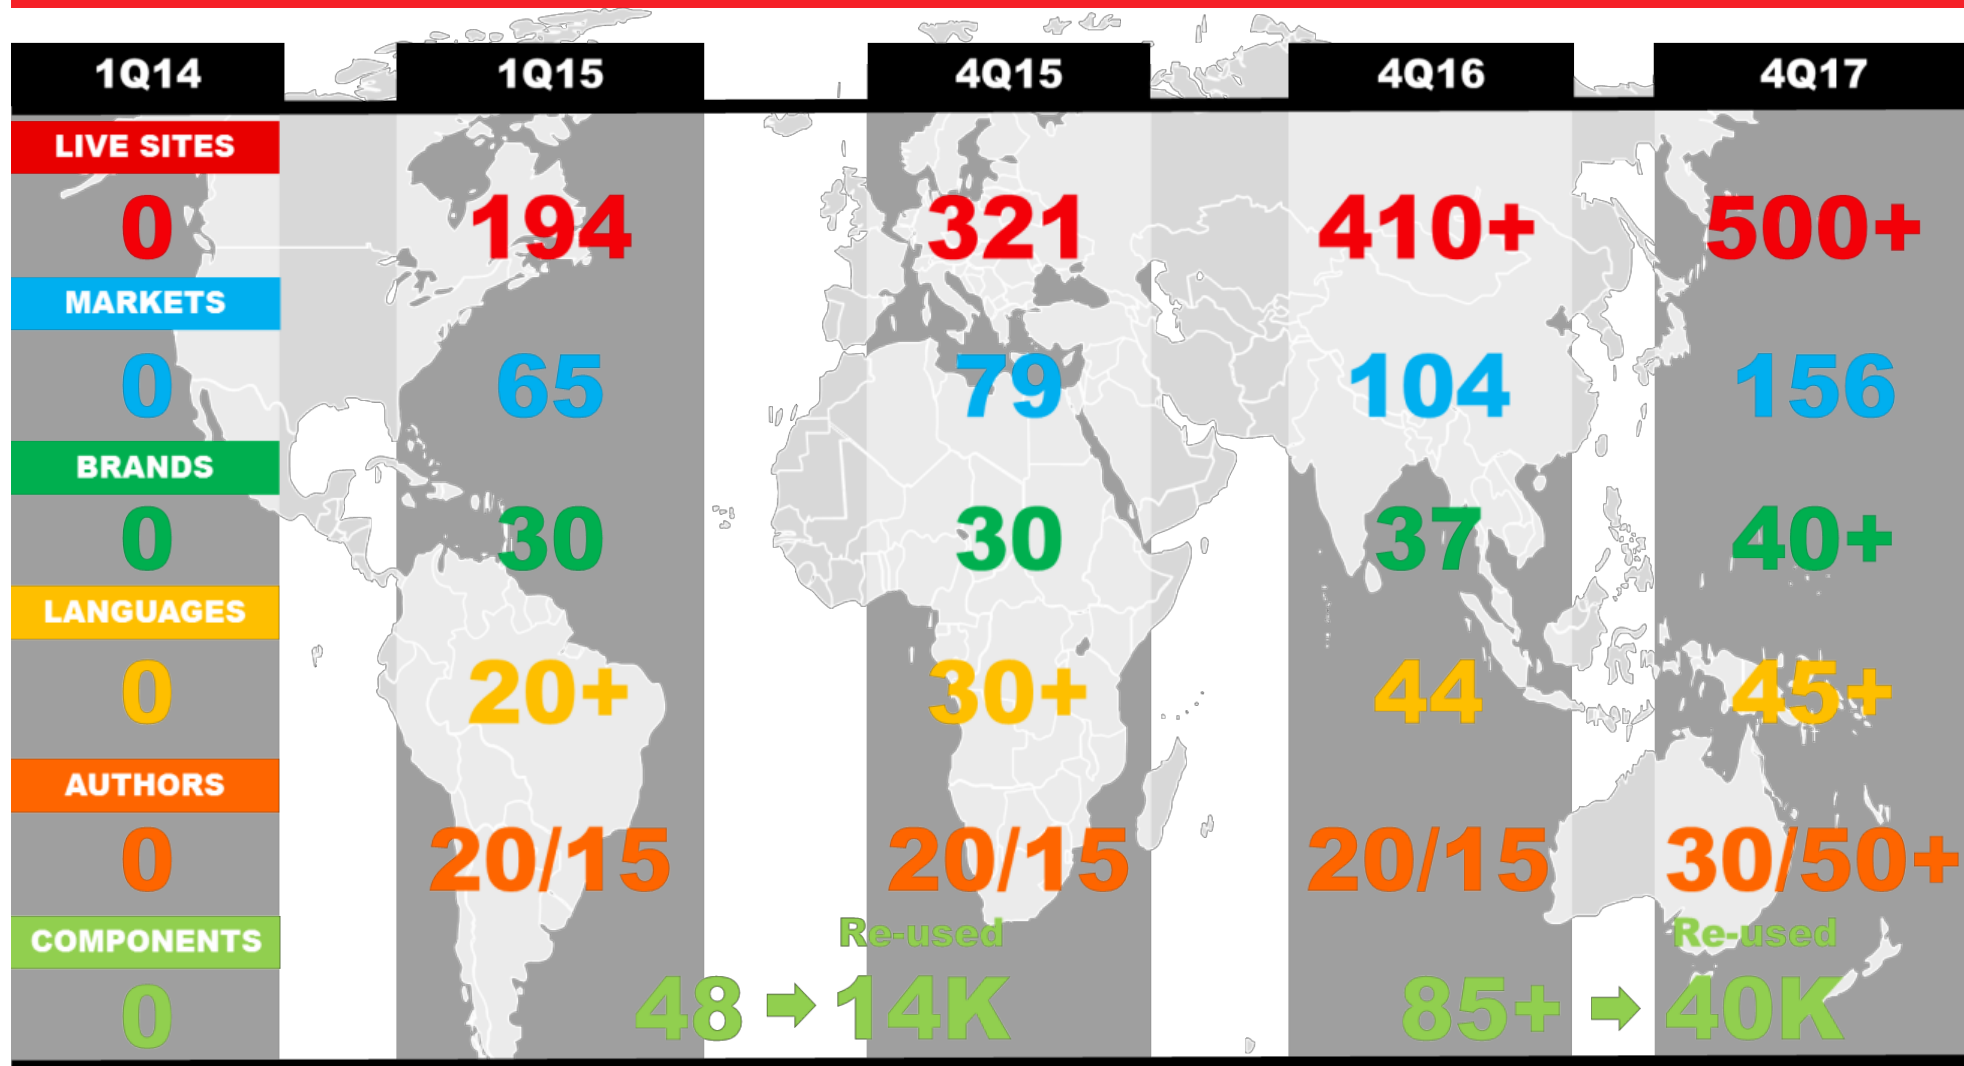 1Q14 1Q15 4Q15 4Q16 4Q17
LIVE SITES
0 194 321 410+ 500+
MARKETS
0 65 79 104 156
BRANDS
0 30 30 37 40+
LANGUAGES
0 20+ 30+ 44 45+
AUTHORS
0 20/15 20/15 20/15 30/50+
COMPONENTS Re-used Re-used
0 48 14K 85+ 40K